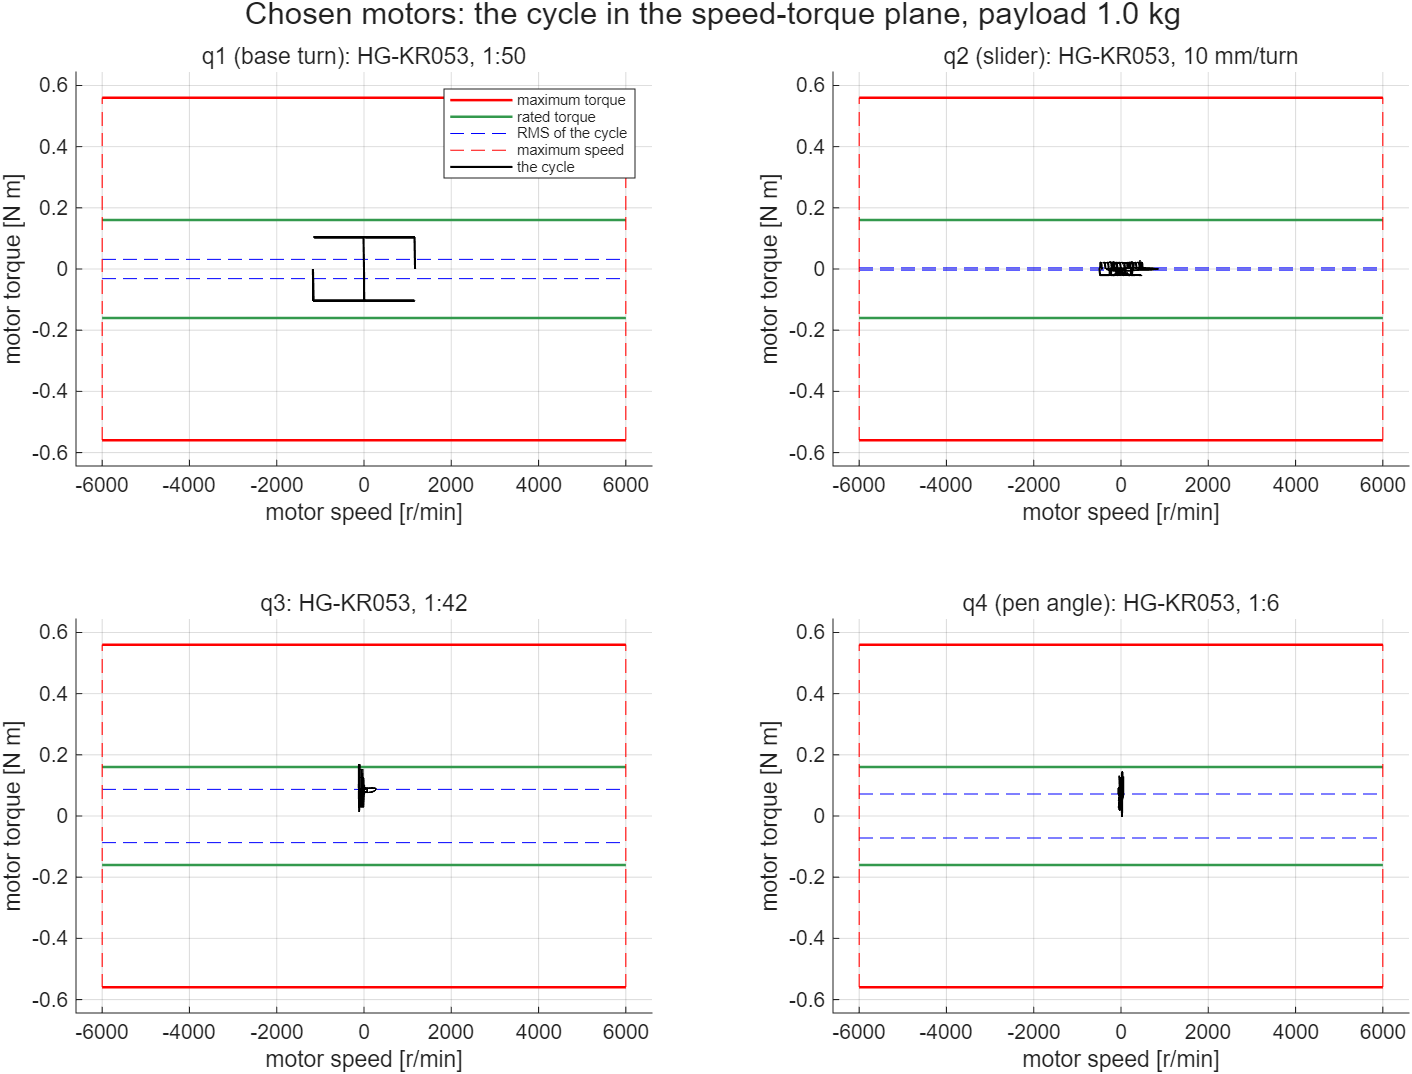 Chosen motors: the cycle in the speed-torque plane, payload 1.0 kg
q1 (base turn): HG-KR053, 1:50
maximum torque
rated torque
RMS of the cycle
maximum speed
the cycle
0.6
0.4
0.2
0
-0.2
-0.4
-0.6
motor torque [N m]
-6000 -4000 -2000 0 2000 4000 6000
motor speed [r/min]
q2 (slider): HG-KR053, 10 mm/turn
0.6
0.4
0.2
0
-0.2
-0.4
-0.6
motor torque [N m]
-6000 -4000 -2000 0 2000 4000 6000
motor speed [r/min]
q3: HG-KR053, 1:42
0.6
0.4
0.2
0
-0.2
-0.4
-0.6
motor torque [N m]
-6000 -4000 -2000 0 2000 4000 6000
motor speed [r/min]
q4 (pen angle): HG-KR053, 1:6
0.6
0.4
0.2
0
-0.2
-0.4
-0.6
motor torque [N m]
-6000 -4000 -2000 0 2000 4000 6000
motor speed [r/min]